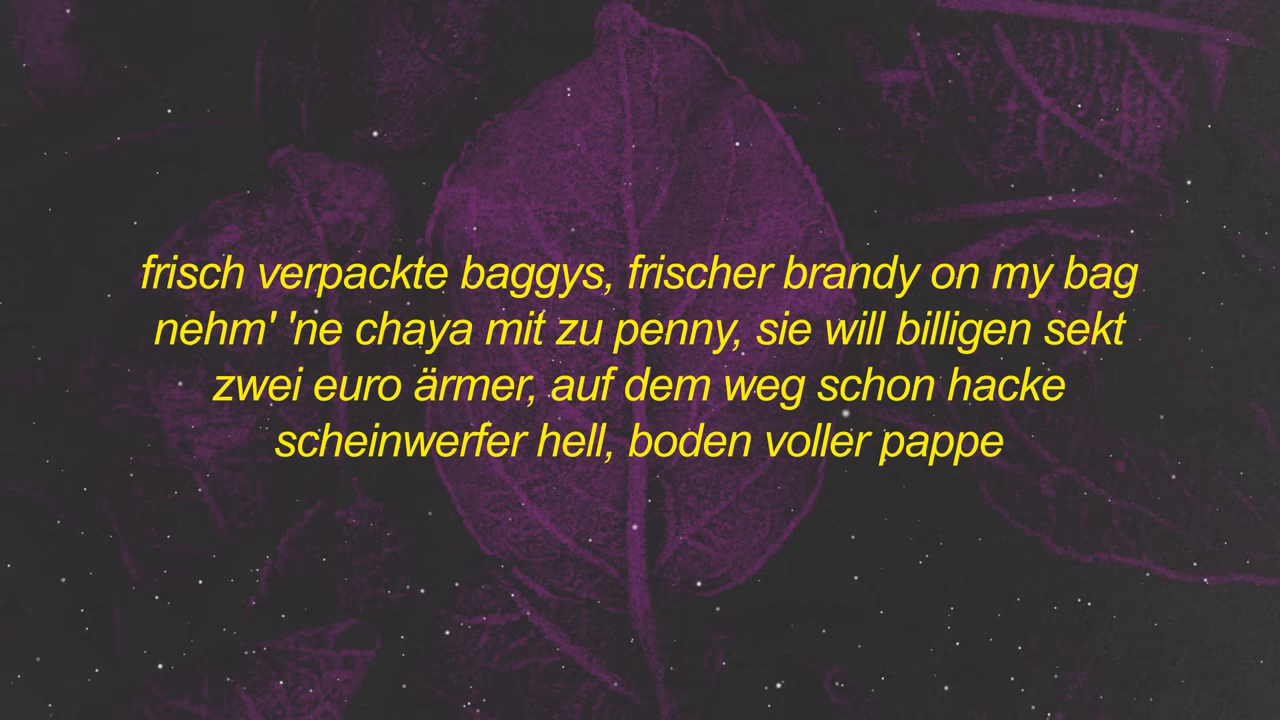 frisch verpackte baggys, frischer brandy on my bag
nehm' 'ne chaya mit zu penny, sie will billigen sekt
zwei euro ärmer, auf dem weg schon hacke
scheinwerfer hell, boden voller pappe